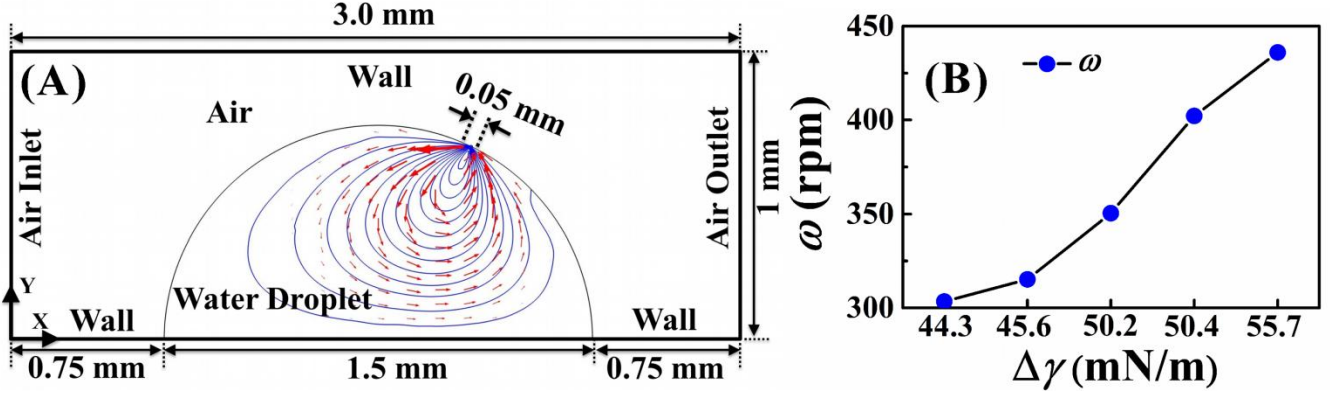 3.0 mm
(A)
Wall
0.05 mm
Air
Air Inlet
Air Outlet
1 mm
Y
X
Water Droplet
Wall
Wall
0.75 mm
1.5 mm
0.75 mm
(B)
ω
450
400
350
300
ω (rpm)
44.3 45.6 50.2 50.4 55.7
Δγ (mN/m)